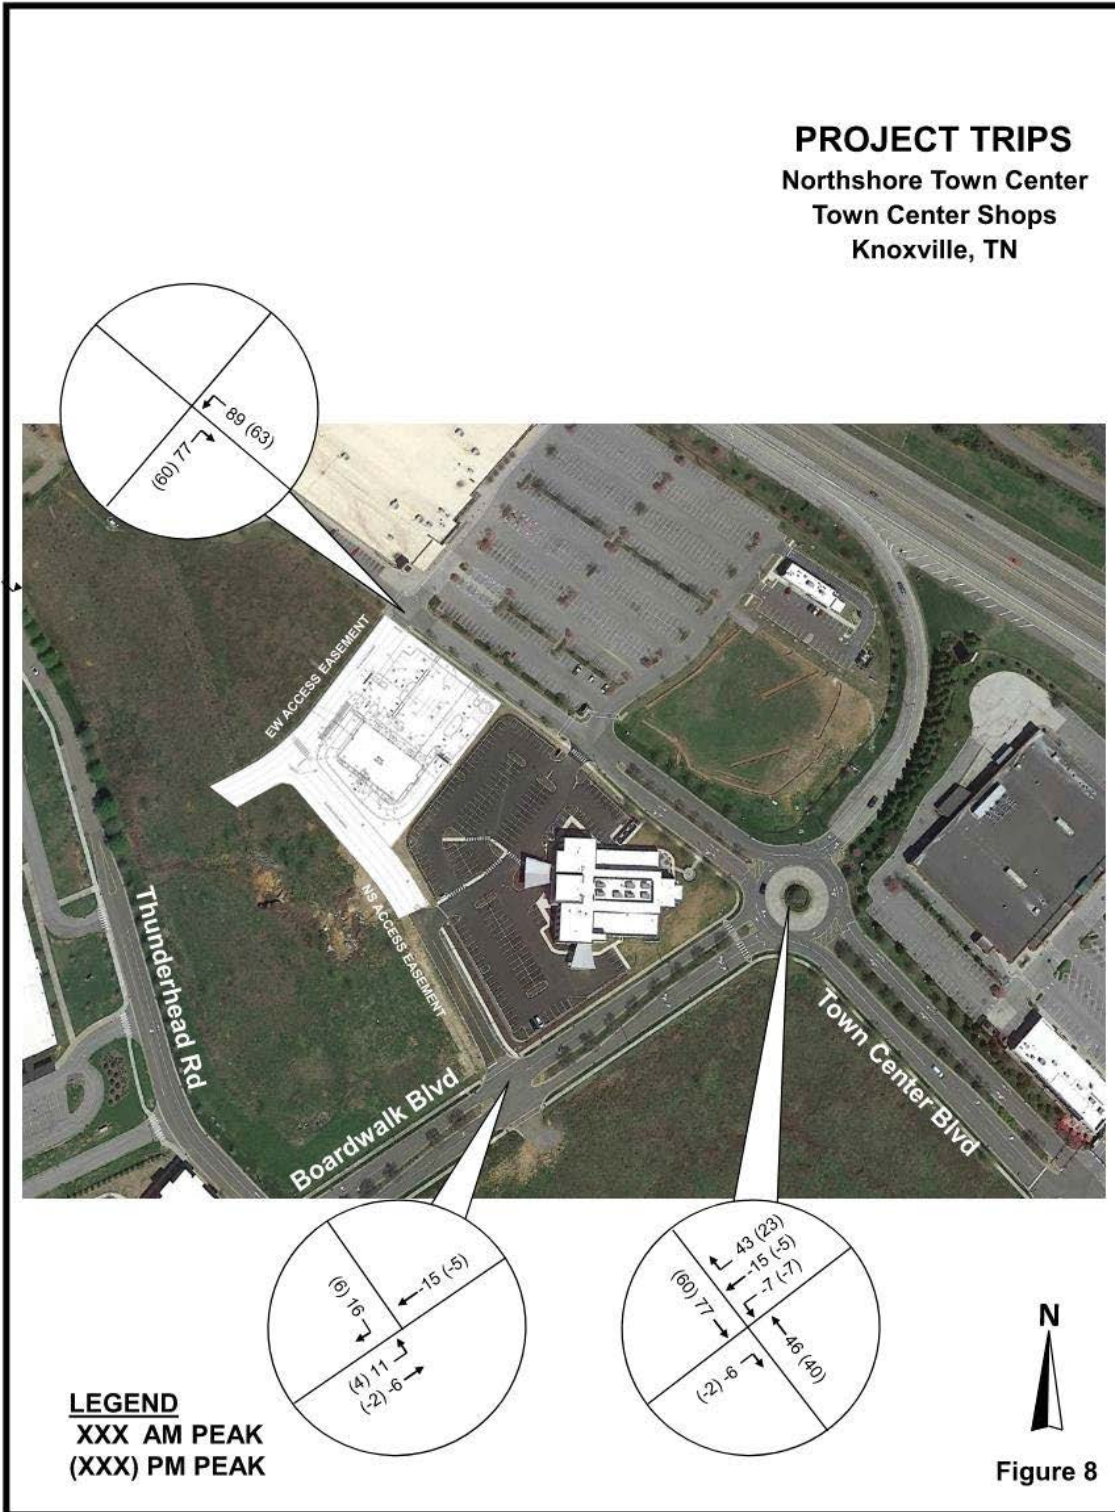 PROJECT TRIPS
Northshore Town Center
Town Center Shops
Knoxville, TN
89 (63)
(60) 77
EW ACCESS EASEMENT
NS ACCESS EASEMENT
Thunderhead Rd
Boardwalk Blvd
Town Center Blvd
-15 (-5)
(6) 16
(4) 11
(-2) -6
43 (23)
-15 (-5)
-7 (-7)
(60) 77
46 (40)
(-2) -6
N
LEGEND
XXX AM PEAK
(XXX) PM PEAK
Figure 8